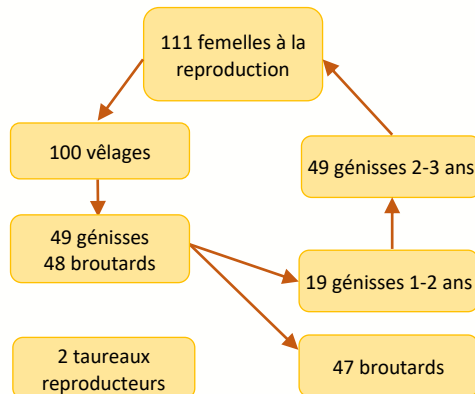 111 femelles à la
reproduction
100 vêlages
49 génisses 2-3 ans
49 génisses
48 broutards
19 génisses 1-2 ans
2 taureaux
reproducteurs
47 broutards